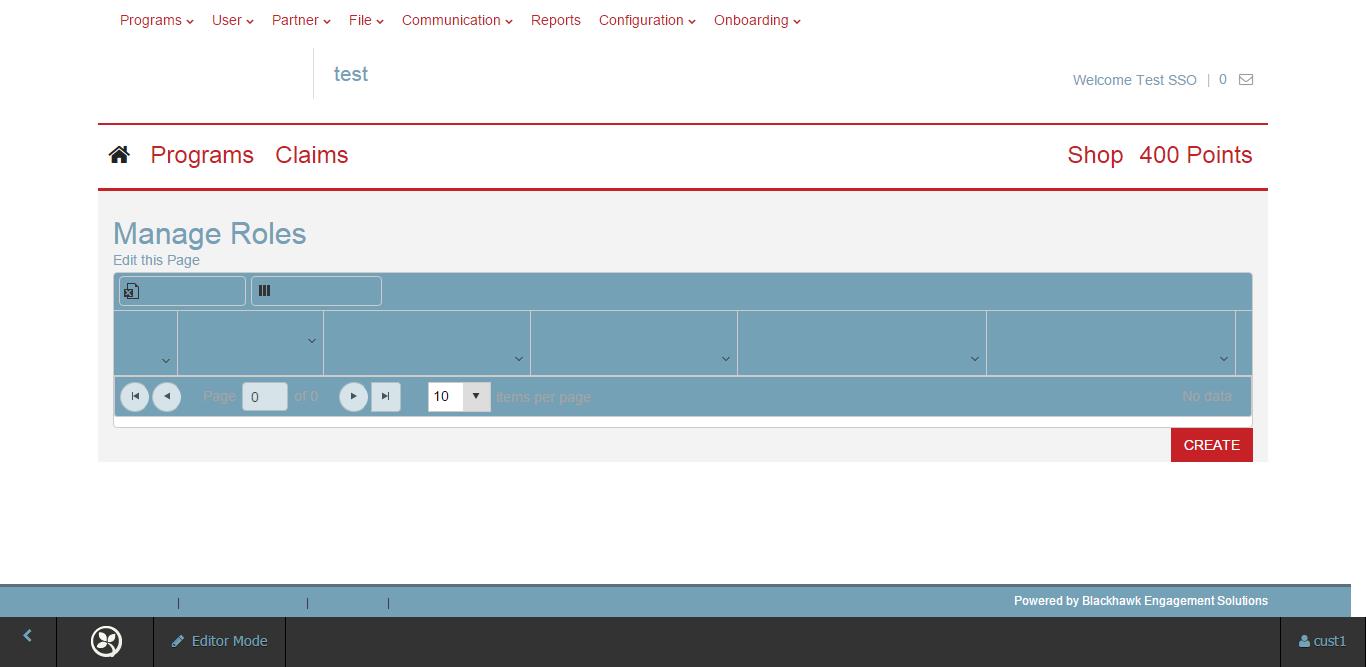 Programs User Partner File Communication Reports Configuration Onboarding
test
Welcome Test SSO | 0
Programs Claims Shop 400 Points
Manage Roles
Edit this Page
Page 0 of 0 10 items per page No data
CREATE
| | |
Powered by Blackhawk Engagement Solutions
Editor Mode cust1